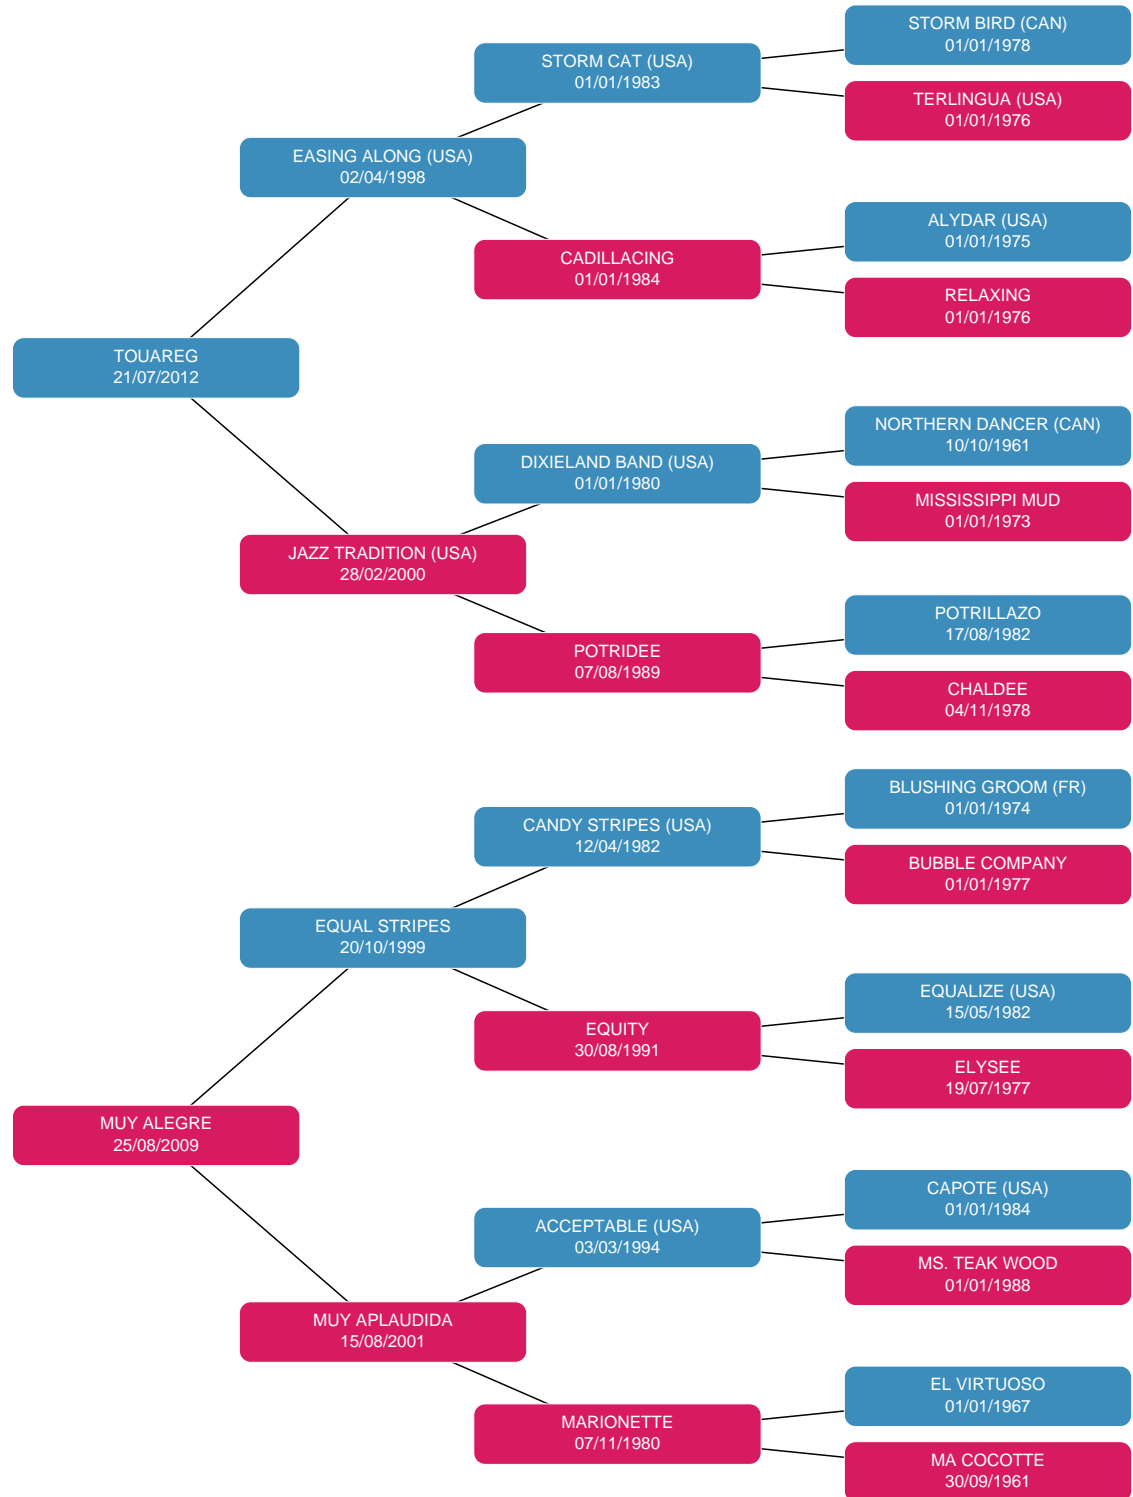 STORM BIRD (CAN)
01/01/1978
STORM CAT (USA)
01/01/1983
TERLINGUA (USA)
01/01/1976
EASING ALONG (USA)
02/04/1998
ALYDAR (USA)
01/01/1975
CADILLACING
01/01/1984
RELAXING
01/01/1976
TOUAREG
21/07/2012
NORTHERN DANCER (CAN)
10/10/1961
DIXIELAND BAND (USA)
01/01/1980
MISSISSIPPI MUD
01/01/1973
JAZZ TRADITION (USA)
28/02/2000
POTRILLAZO
17/08/1982
POTRIDEE
07/08/1989
CHALDEE
04/11/1978
BLUSHING GROOM (FR)
01/01/1974
CANDY STRIPES (USA)
12/04/1982
BUBBLE COMPANY
01/01/1977
EQUAL STRIPES
20/10/1999
EQUALIZE (USA)
15/05/1982
EQUITY
30/08/1991
ELYSEE
19/07/1977
MUY ALEGRE
25/08/2009
CAPOTE (USA)
01/01/1984
ACCEPTABLE (USA)
03/03/1994
MS. TEAK WOOD
01/01/1988
MUY APLAUDIDA
15/08/2001
EL VIRTUOSO
01/01/1967
MARIONETTE
07/11/1980
MA COCOTTE
30/09/1961